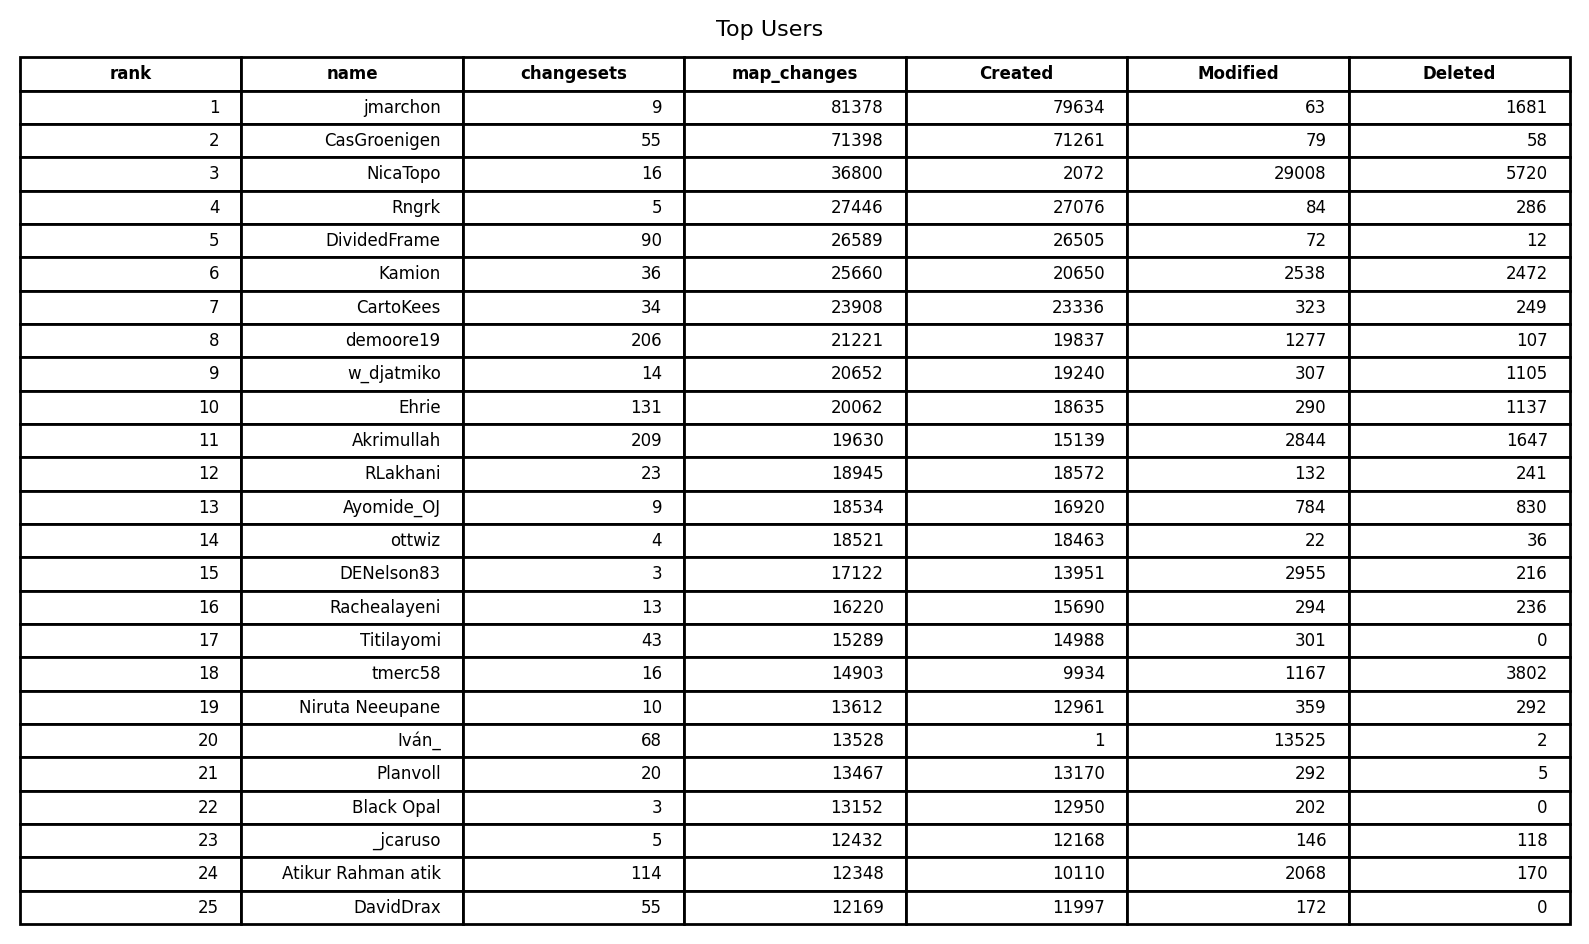 Top Users
rank name changesets map_changes Created Modified Deleted
1 jmarchon 9 81378 79634 63 1681
2 CasGroenigen 55 71398 71261 79 58
3 NicaTopo 16 36800 2072 29008 5720
4 Rngrk 5 27446 27076 84 286
5 DividedFrame 90 26589 26505 72 12
6 Kamion 36 25660 20650 2538 2472
7 CartoKees 34 23908 23336 323 249
8 demoore19 206 21221 19837 1277 107
9 w_djatmiko 14 20652 19240 307 1105
10 Ehrie 131 20062 18635 290 1137
11 Akrimullah 209 19630 15139 2844 1647
12 RLakhani 23 18945 18572 132 241
13 Ayomide_OJ 9 18534 16920 784 830
14 ottwiz 4 18521 18463 22 36
15 DENelson83 3 17122 13951 2955 216
16 Rachealayeni 13 16220 15690 294 236
17 Titilayomi 43 15289 14988 301 0
18 tmerc58 16 14903 9934 1167 3802
19 Niruta Neeupane 10 13612 12961 359 292
20 Iván_ 68 13528 1 13525 2
21 Planvoll 20 13467 13170 292 5
22 Black Opal 3 13152 12950 202 0
23 _jcaruso 5 12432 12168 146 118
24 Atikur Rahman atik 114 12348 10110 2068 170
25 DavidDrax 55 12169 11997 172 0